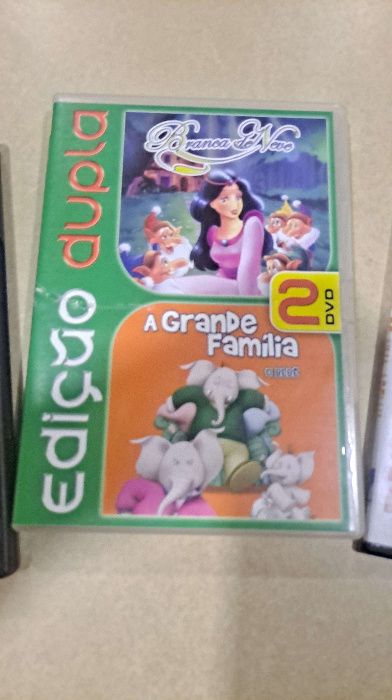 Edição dupla
Branca de Neve
2
DVD
A GRANDE
Família